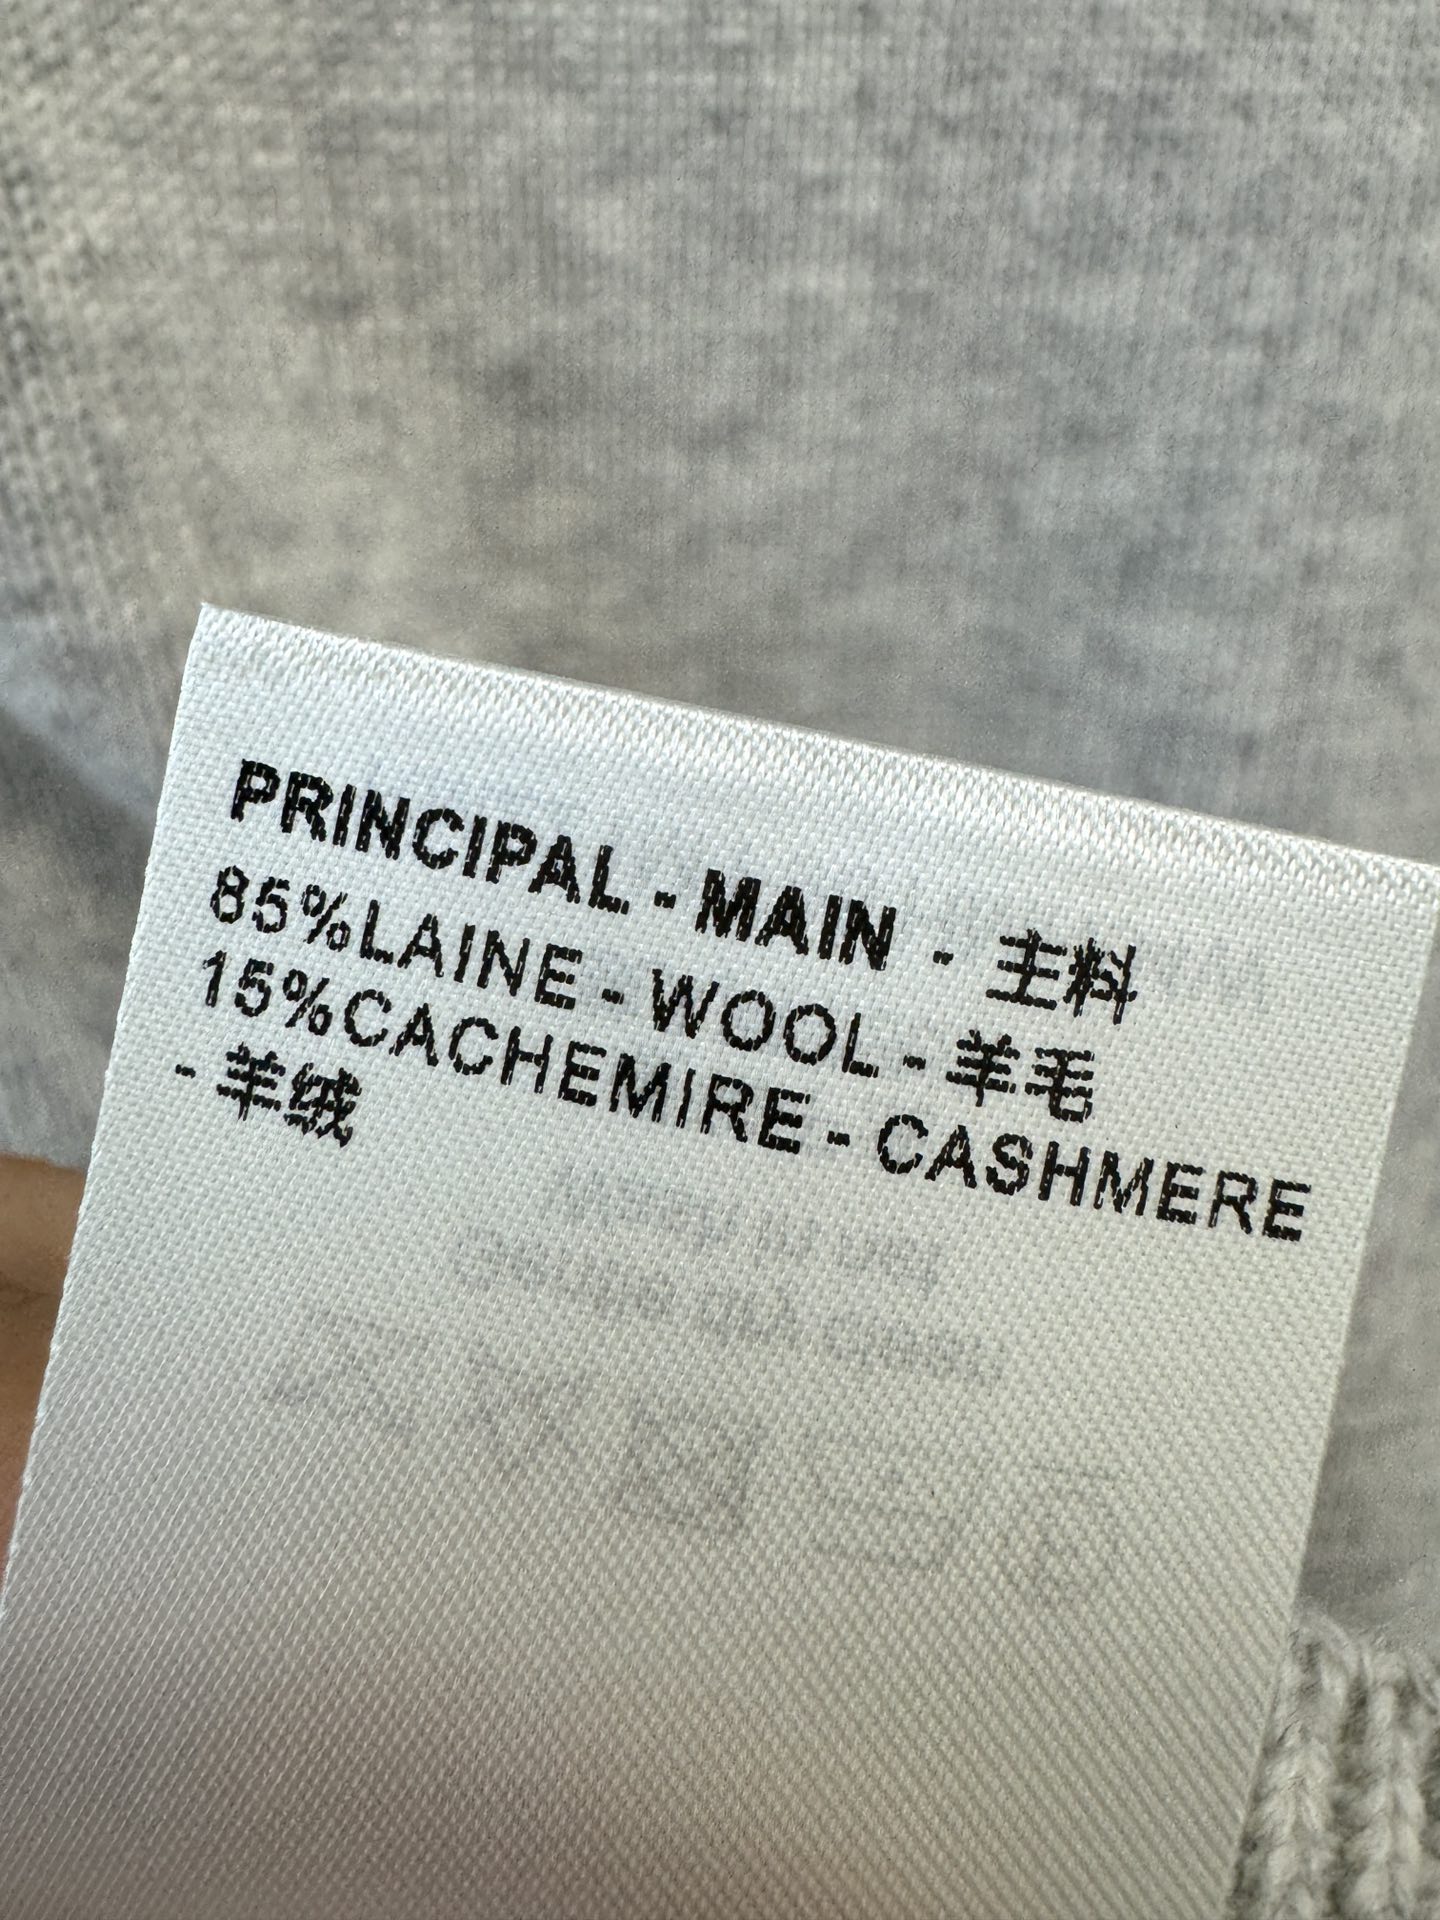 PRINCIPAL - MAIN - 主料
85%LAINE - WOOL - 羊毛
15%CACHEMIRE - CASHMERE
- 羊绒